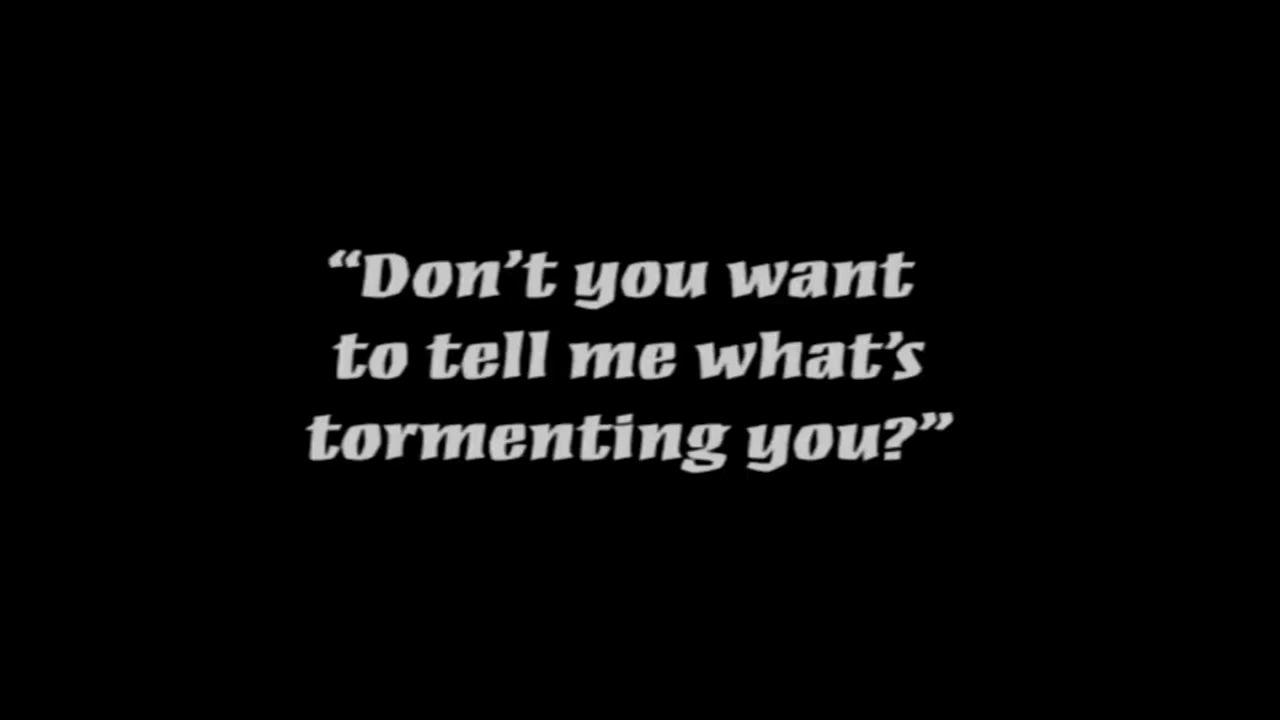 “Don’t you want
to tell me what’s
tormenting you?”